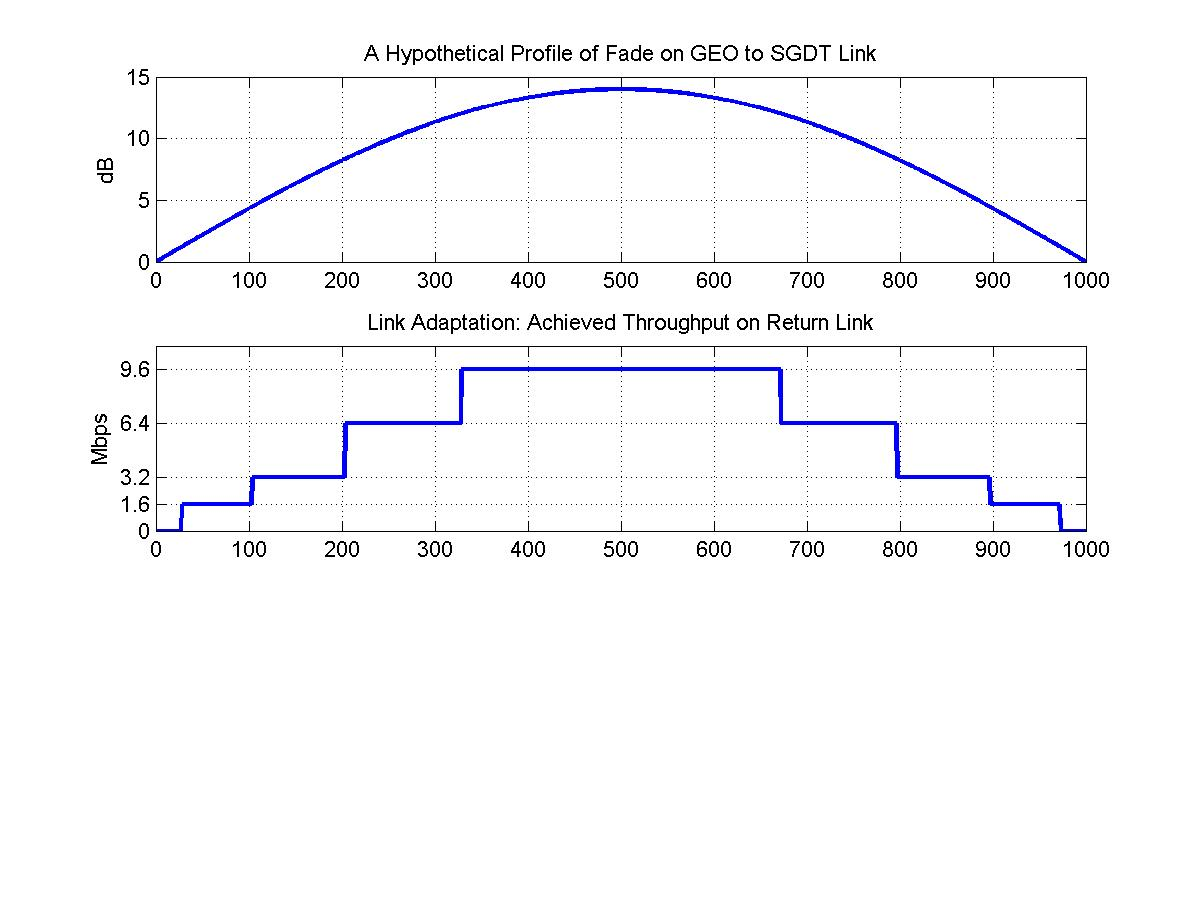 A Hypothetical Profile of Fade on GEO to SGDT Link
15
10
5
0
dB
0 100 200 300 400 500 600 700 800 900 1000
Link Adaptation: Achieved Throughput on Return Link
9.6
6.4
3.2
1.6
0
Mbps
0 100 200 300 400 500 600 700 800 900 1000